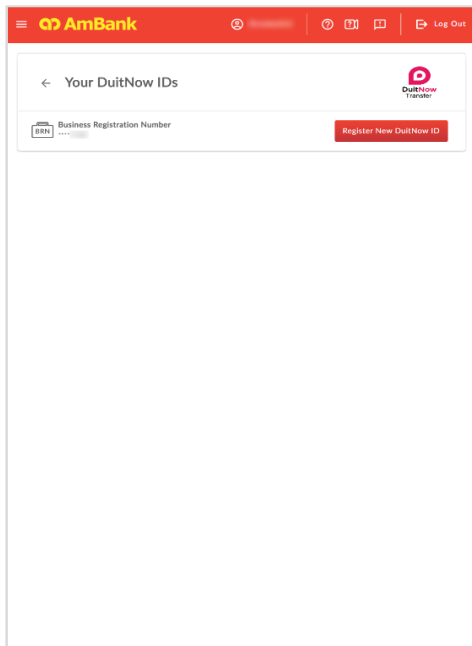 AmBank
Log Out
Your DuitNow IDs
DuitNow
Transfer
BRN
Business Registration Number
····
Register New DuitNow ID